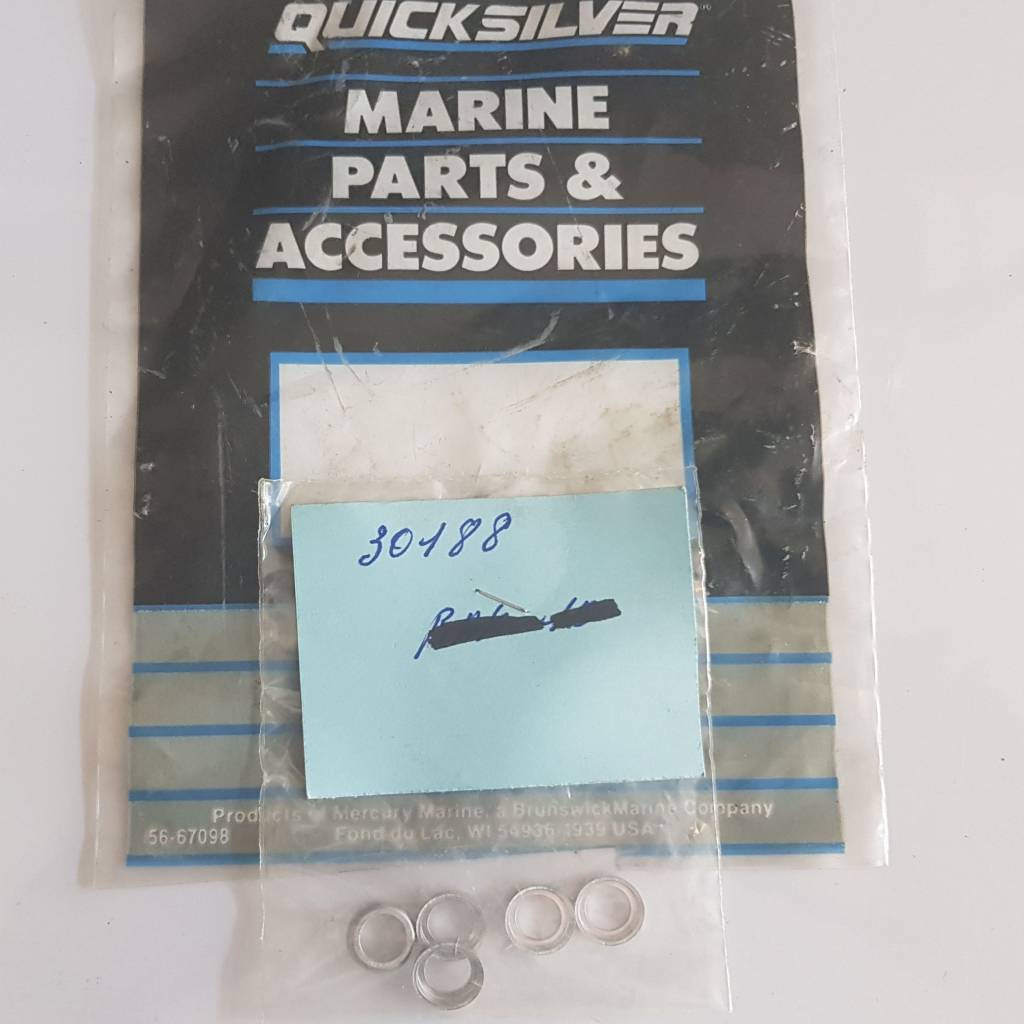 QUICKSILVER
MARINE
PARTS &
ACCESSORIES
30188
Products of Mercury Marine, a BrunswickMarine Company
56-67098
Fond du Lac, WI 54936-1939 USA